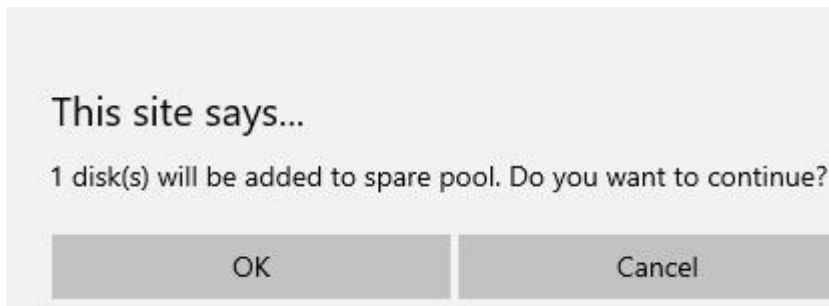 This site says...
1 disk(s) will be added to spare pool. Do you want to continue?
OK
Cancel